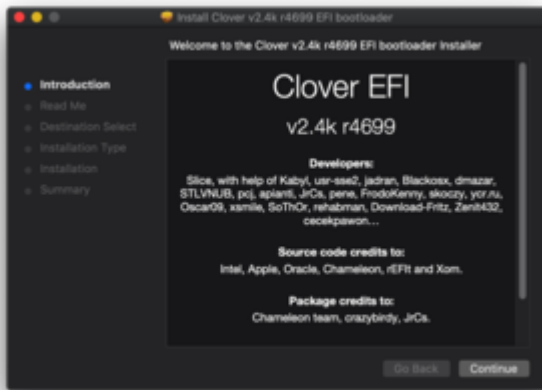 Install Clover v2.4k r4699 EFI bootloader
Welcome to the Clover v2.4k r4699 EFI bootloader Installer
Introduction
Read Me
Destination Select
Installation Type
Installation
Summary
Clover EFI
v2.4k r4699
Developers:
Slice, with help of Kabyl, usr-sse2, jadran, Blackosx, dmazar,
STLVNUB, pcj, apianti, JrCs, pene, FrodoKenny, skoczy, ycr.ru,
Oscar09, xsmile, SoThOr, rehabman, Download-Fritz, Zenit432,
cecekpawon...
Source code credits to:
Intel, Apple, Oracle, Chameleon, rEFIt and Xom.
Package credits to:
Chameleon team, crazybirdy, JrCs.
Go Back
Continue